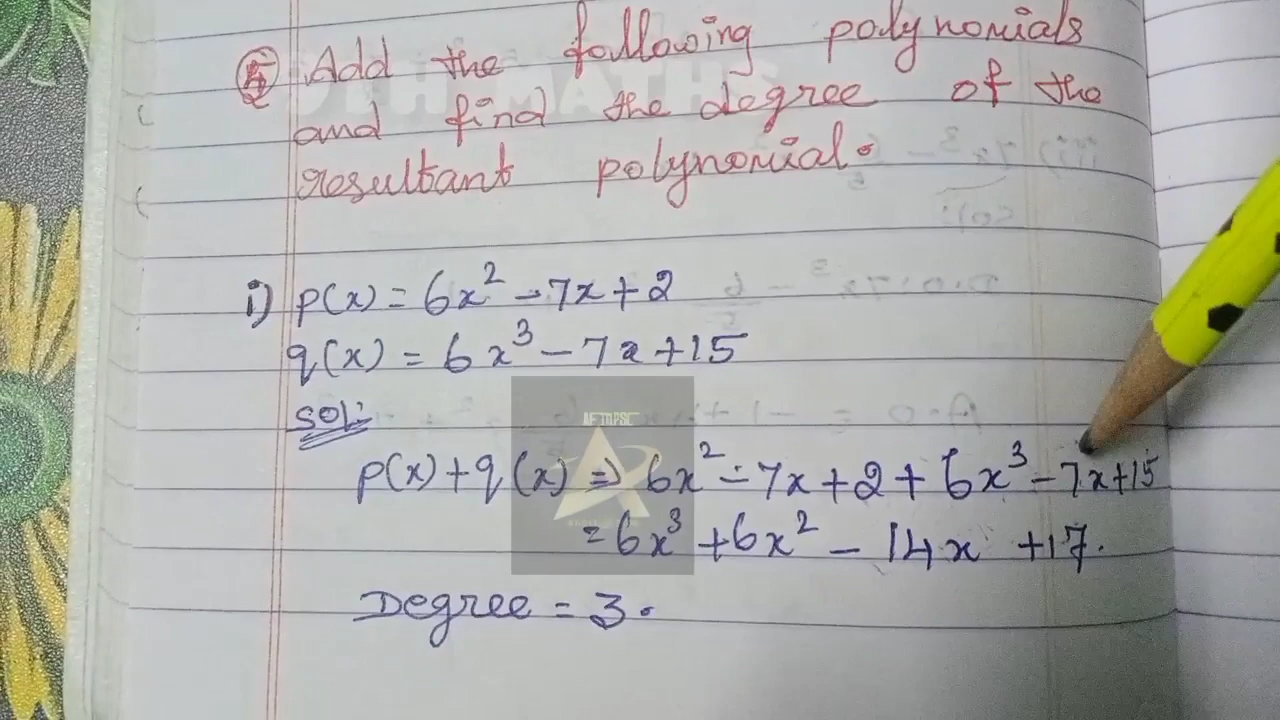 Add the following polynomials
and find the degree of the
resultant polynomial.
i) p(x) = 6x² - 7x + 2
q(x) = 6x³ - 7x + 15
Sol:
p(x) + q(x) ⇒ 6x² - 7x + 2 + 6x³ - 7x + 15
= 6x³ + 6x² - 14x + 17.
Degree = 3.